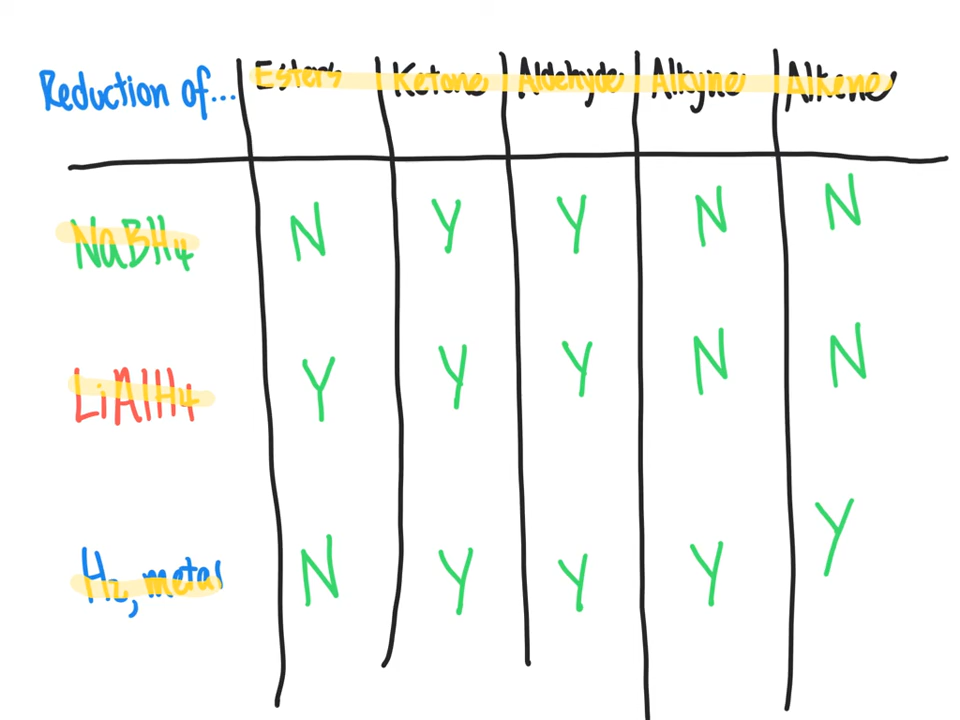 Reduction of... Esters Ketone Aldehyde Alkyne Alkene
NaBH4 N Y Y N N
LiAlH4 Y Y Y N N
H2, metal N Y Y Y Y